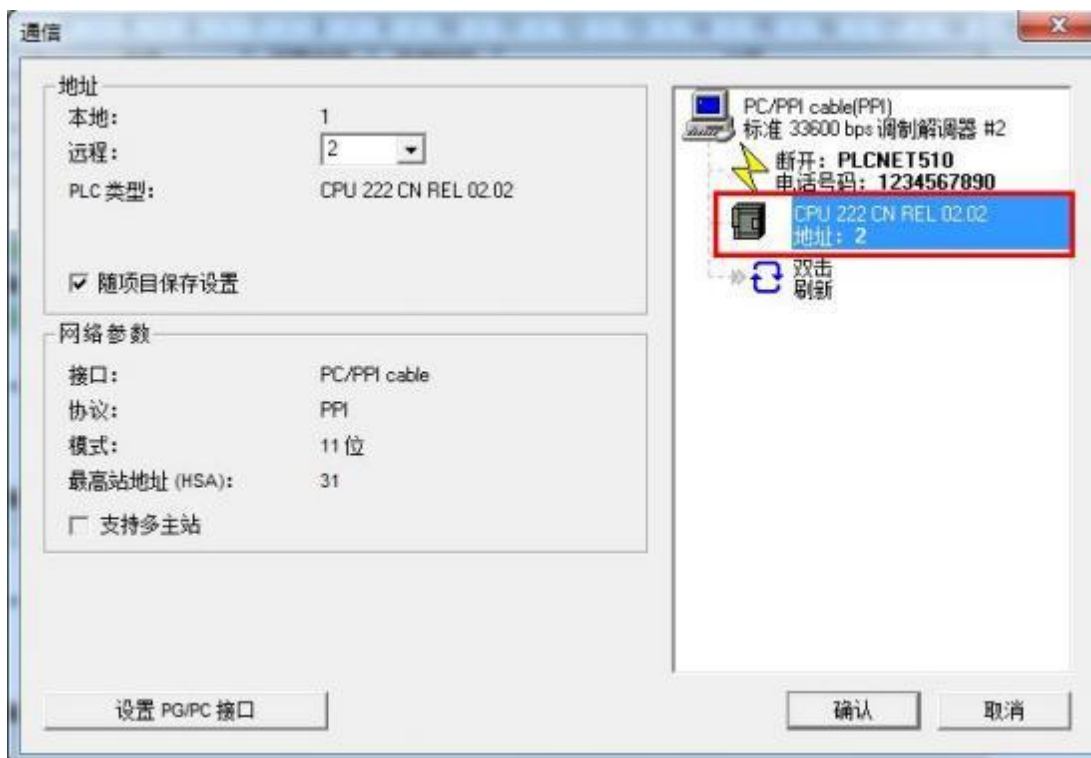 通信
地址
本地: 1
远程: 2
PLC 类型: CPU 222 CN REL 02.02
随项目保存设置
网络参数
接口: PC/PPI cable
协议: PPI
模式: 11 位
最高站地址 (HSA): 31
支持多主站
设置 PG/PC 接口
PC/PPI cable(PPI)
标准 33600 bps 调制解调器 #2
断开: PLCNET510
电话号码: 1234567890
CPU 222 CN REL 02.02
地址: 2
双击
刷新
确认
取消